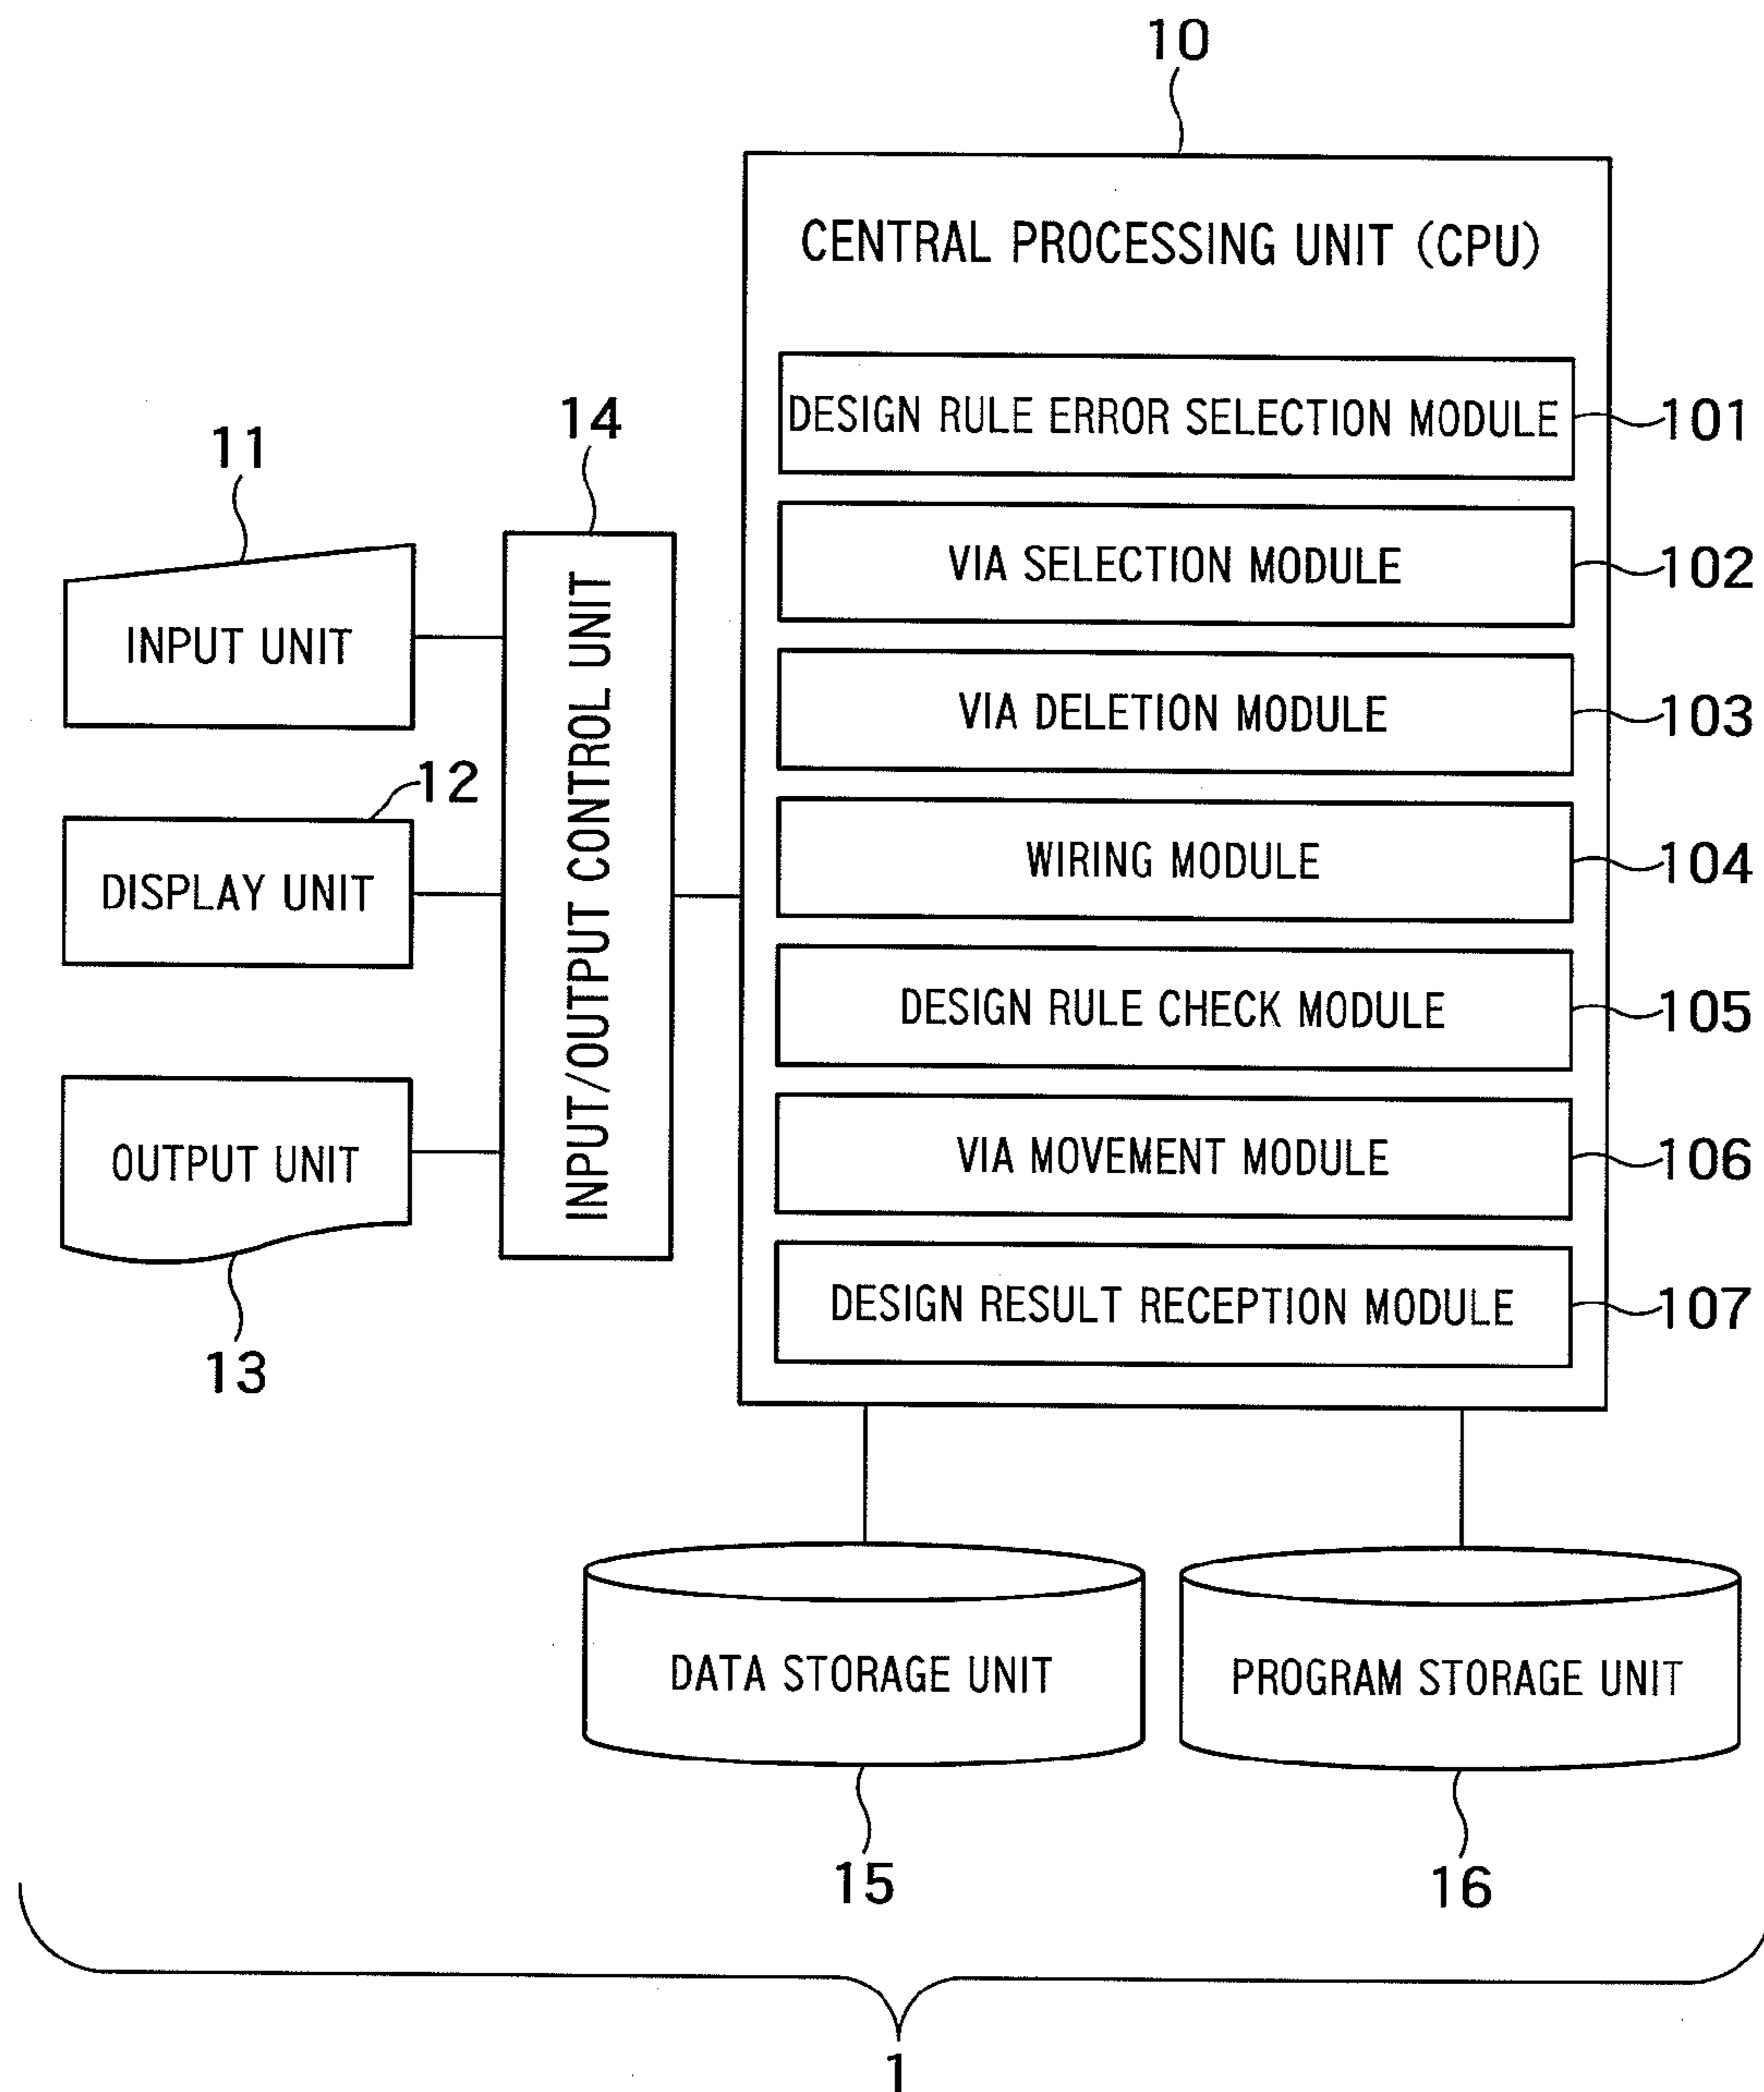 10
CENTRAL PROCESSING UNIT (CPU)
DESIGN RULE ERROR SELECTION MODULE
101
VIA SELECTION MODULE
102
VIA DELETION MODULE
103
WIRING MODULE
104
DESIGN RULE CHECK MODULE
105
VIA MOVEMENT MODULE
106
DESIGN RESULT RECEPTION MODULE
107
11
INPUT UNIT
12
DISPLAY UNIT
OUTPUT UNIT
13
14
INPUT/OUTPUT CONTROL UNIT
DATA STORAGE UNIT
15
PROGRAM STORAGE UNIT
16
1